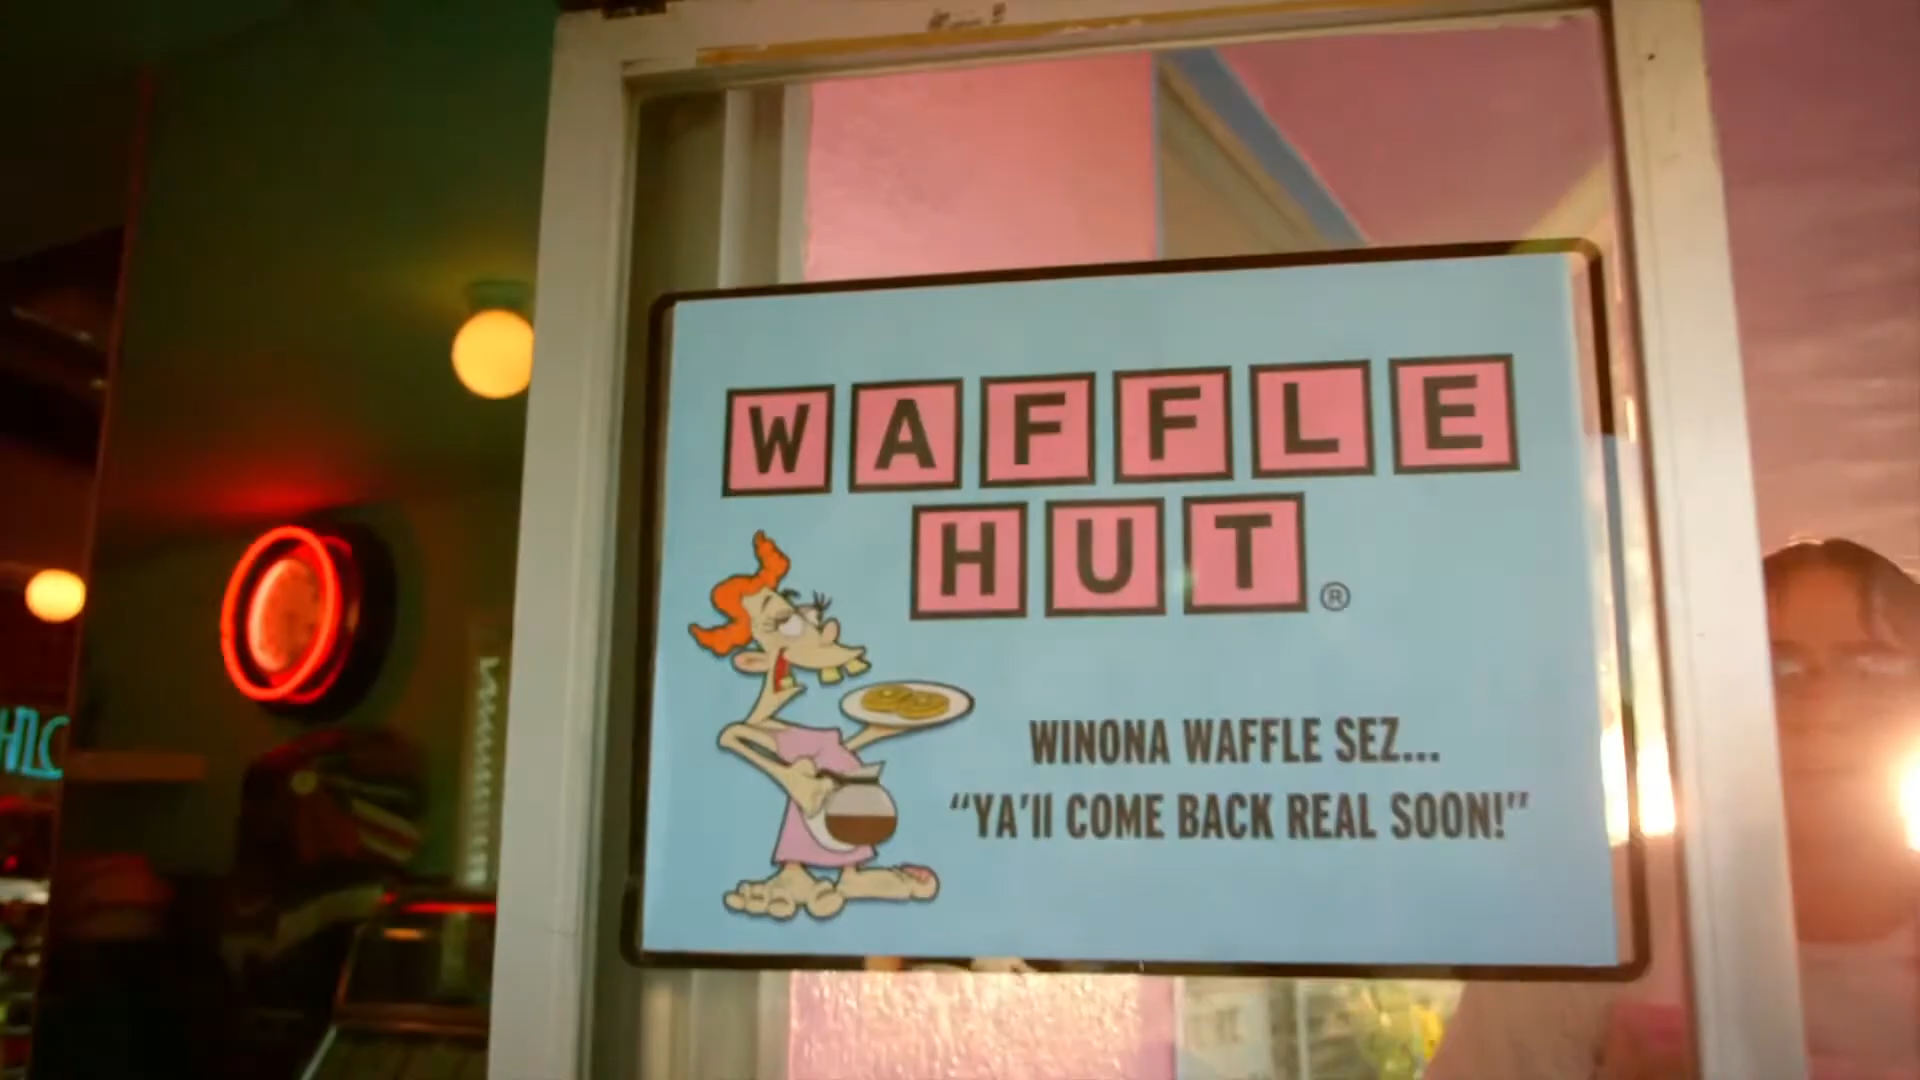 WAFFLE
HUT®
WINONA WAFFLE SEZ...
“YA'll COME BACK REAL SOON!”